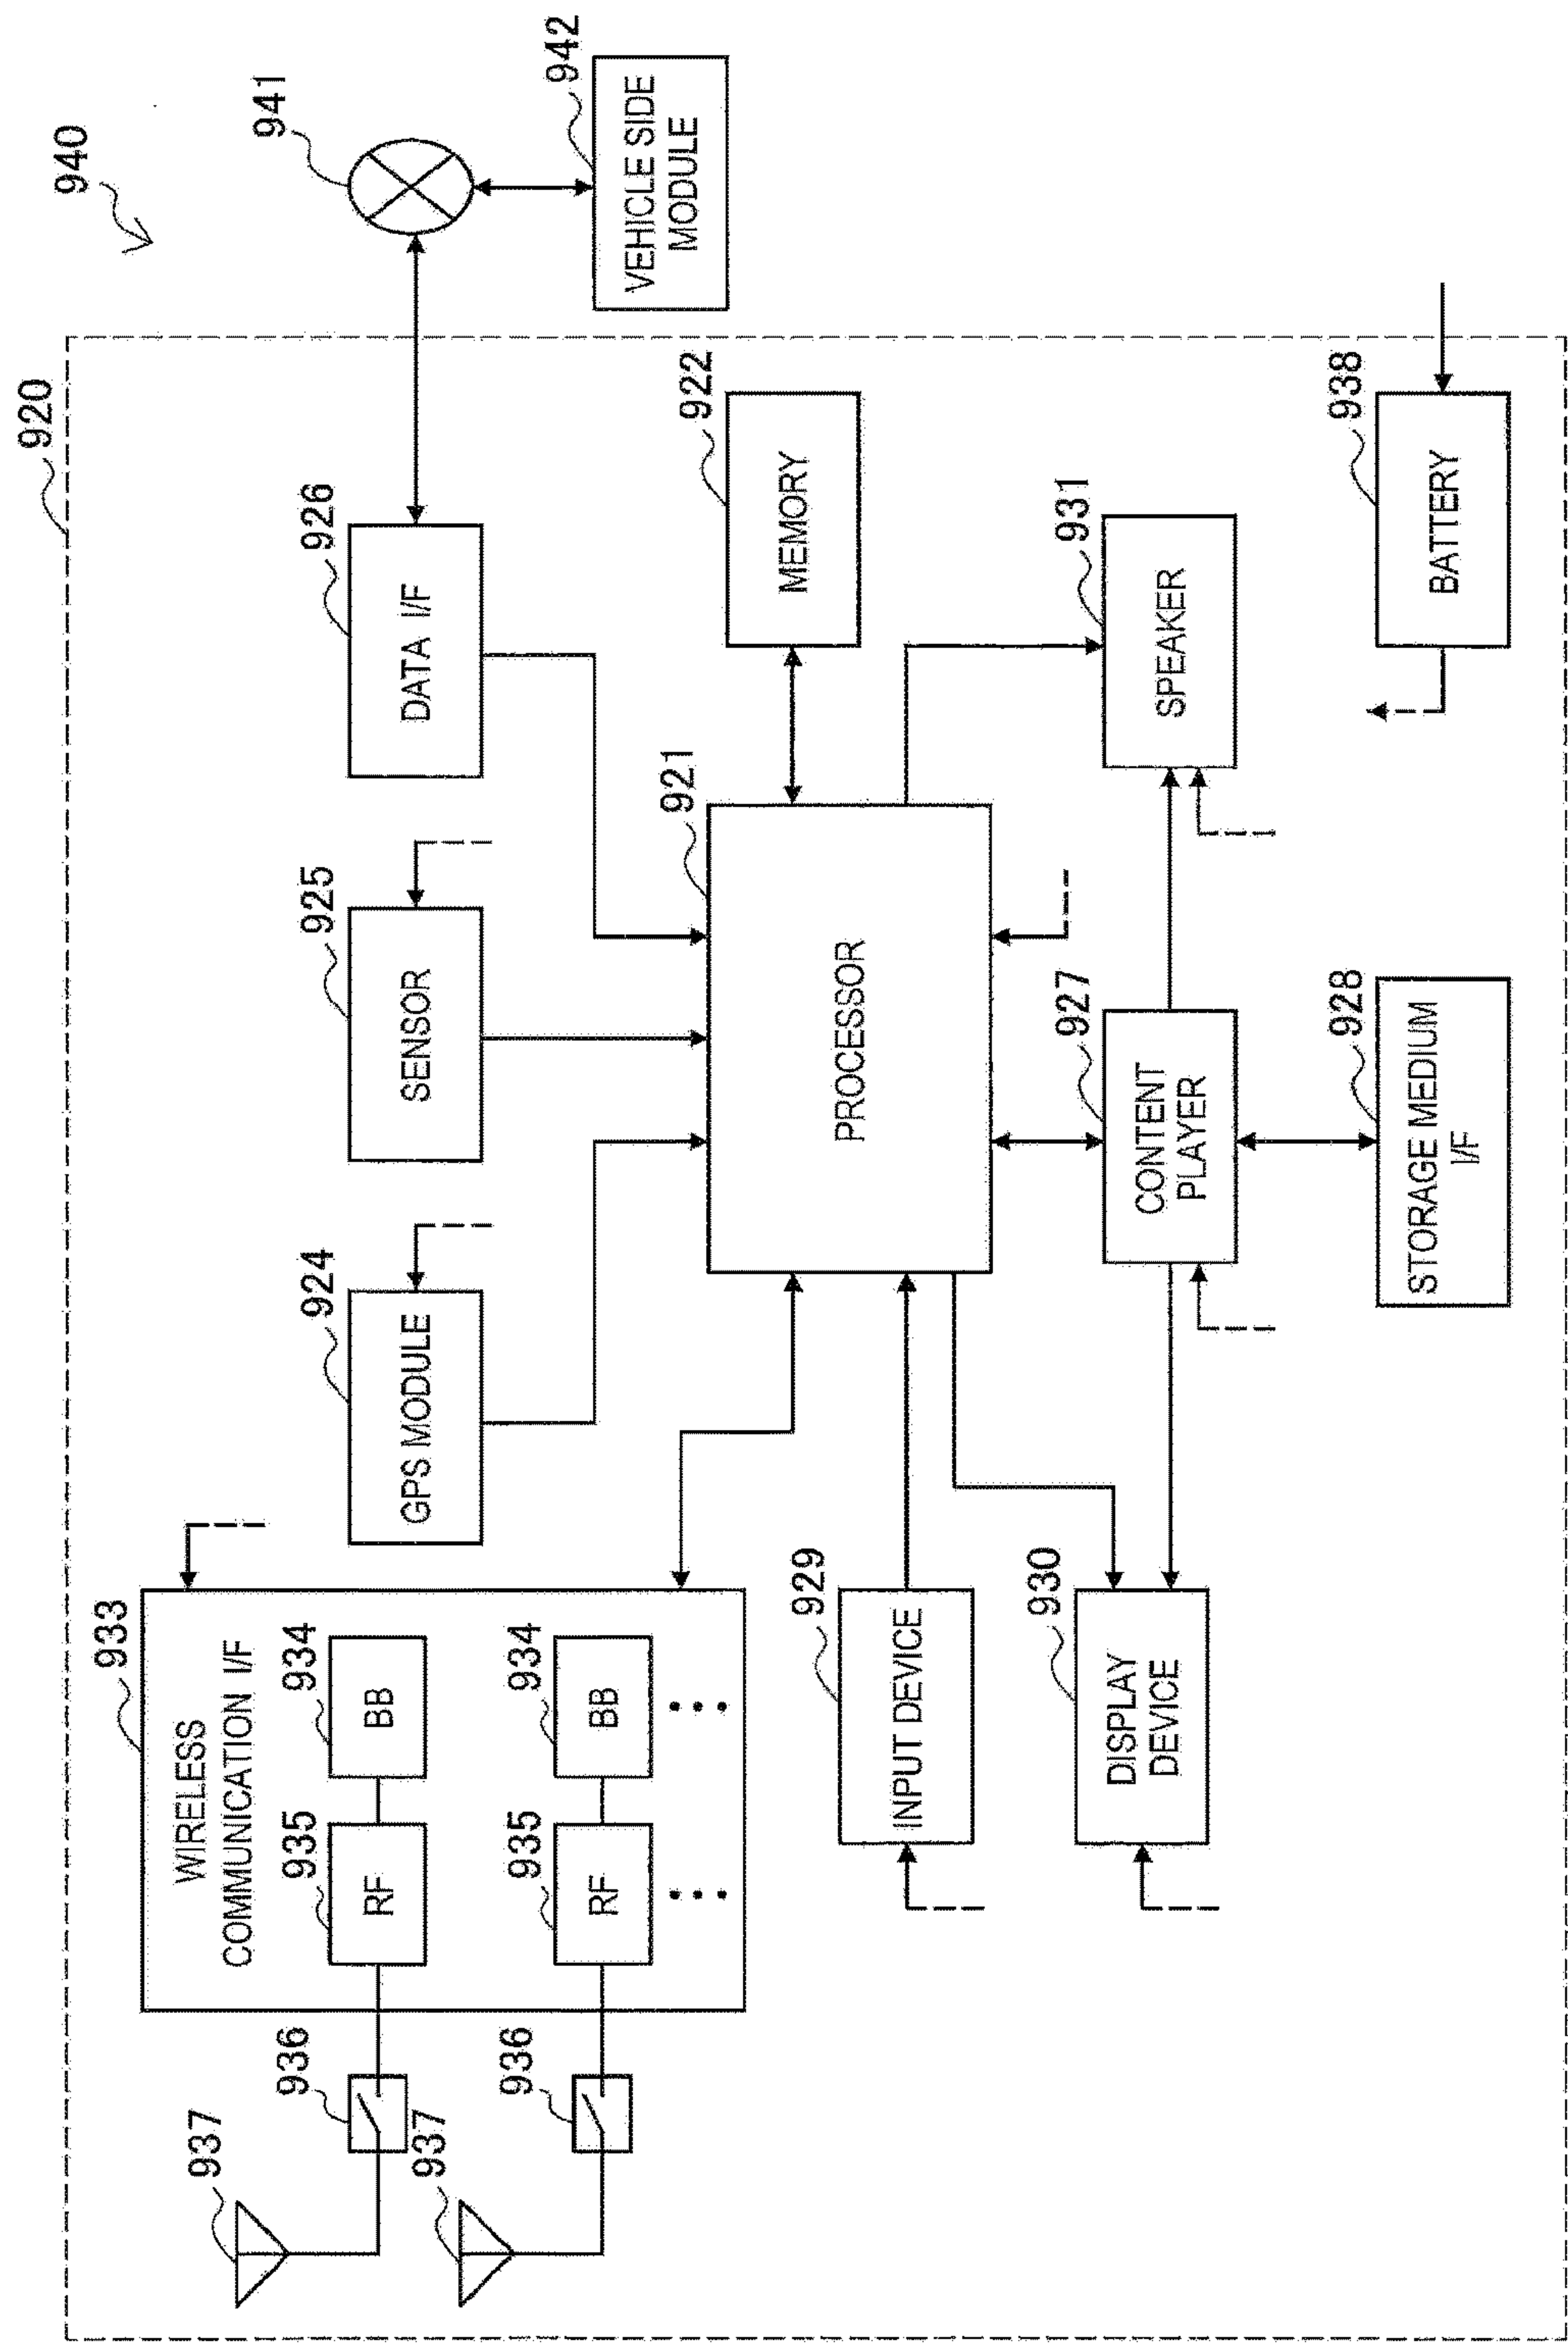 940
920
937
936
933
WIRELESS
COMMUNICATION I/F
935
RF
934
BB
937
936
935
RF
934
BB
924
GPS MODULE
925
SENSOR
926
DATA I/F
941
942
VEHICLE SIDE
MODULE
921
PROCESSOR
922
MEMORY
929
INPUT DEVICE
930
DISPLAY
DEVICE
927
CONTENT
PLAYER
931
SPEAKER
928
STORAGE MEDIUM
I/F
938
BATTERY